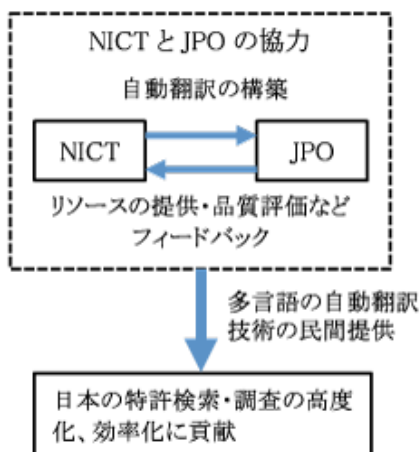 NICTとJPOの協力
自動翻訳の構築
NICT
JPO
リソースの提供・品質評価など
フィードバック
多言語の自動翻訳
技術の民間提供
日本の特許検索・調査の高度
化、効率化に貢献